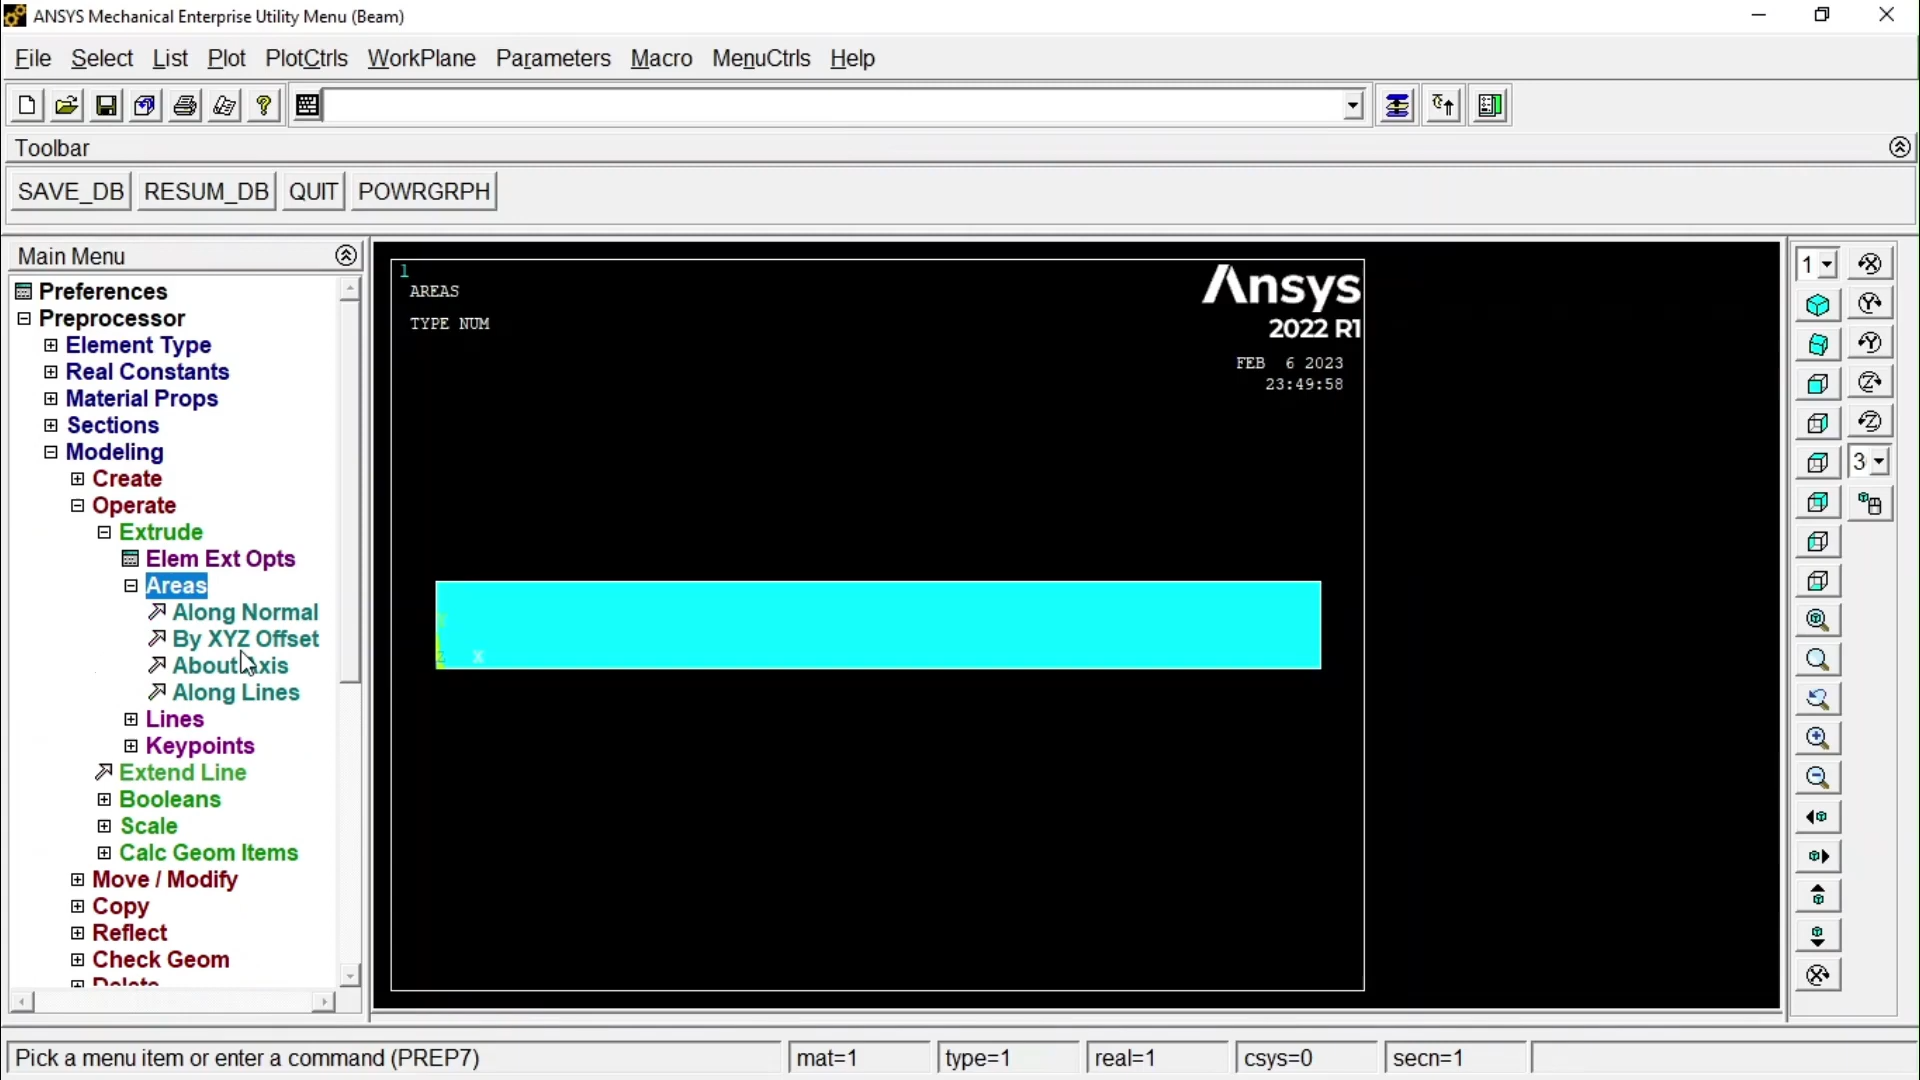 ANSYS Mechanical Enterprise Utility Menu (Beam)
File Select List Plot PlotCtrls WorkPlane Parameters Macro MenuCtrls Help
Toolbar
SAVE_DB RESUM_DB QUIT POWRGRPH
Main Menu
Preferences
Preprocessor
Element Type
Real Constants
Material Props
Sections
Modeling
Create
Operate
Extrude
Elem Ext Opts
Areas
Along Normal
By XYZ Offset
About Axis
Along Lines
Lines
Keypoints
Extend Line
Booleans
Scale
Calc Geom Items
Move / Modify
Copy
Reflect
Check Geom
Delete
1
AREAS
TYPE NUM
Ansys
2022 R1
FEB 6 2023
23:49:58
X
1
3
Pick a menu item or enter a command (PREP7) mat=1 type=1 real=1 csys=0 secn=1